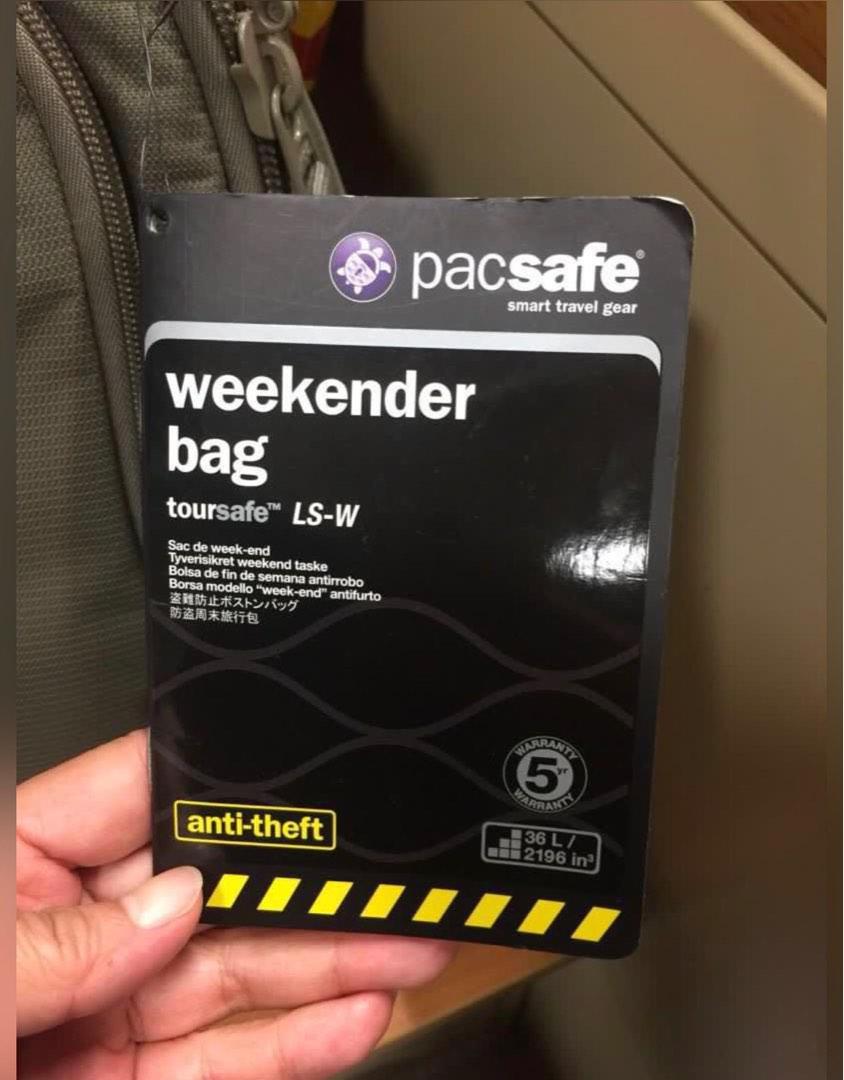 pacsafe®
smart travel gear
weekender
bag
toursafe™ LS-W
Sac de week-end
Tyverisikret weekend taske
Bolsa de fin de semana antirrobo
Borsa modello "week-end" antifurto
盗難防止ボストンバッグ
防盗周末旅行包
WARRANTY
5yr
WARRANTY
anti-theft
36 L /
2196 in³